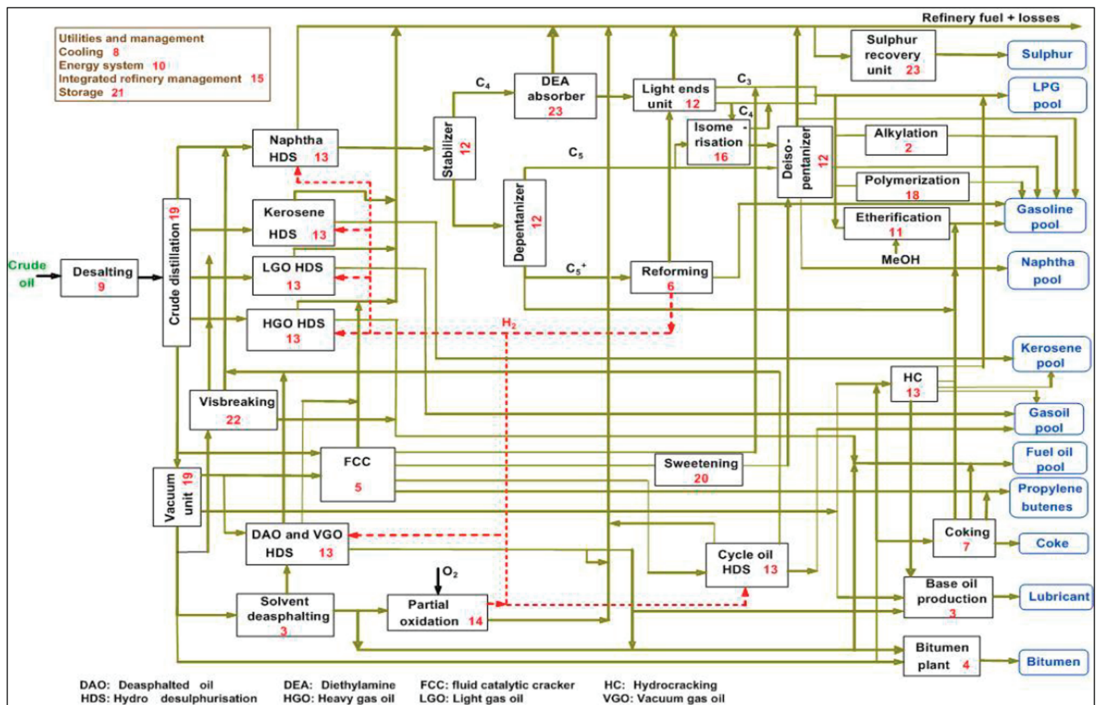 Refinery fuel + losses
Utilities and management
Cooling 8
Energy system 10
Integrated refinery management 15
Storage 21
Sulphur
recovery
unit 23
Sulphur
C₄
DEA
absorber
23
Light ends
unit 12
C₃
C₄
LPG
pool
Naphtha
HDS 13
Stabilizer
12
Isome -
risation
16
Deiso-
pentanizer
12
Alkylation
2
C₅
Polymerization
18
Crude distillation 19
Kerosene
HDS 13
Depentanizer
12
Etherification
11
MeOH
Gasoline
pool
Crude
oil
Desalting
9
LGO HDS
13
C₅⁺
Reforming
6
Naphtha
pool
HGO HDS
13
H₂
Kerosene
pool
Visbreaking
22
HC
13
Gasoil
pool
FCC
5
Sweetening
20
Fuel oil
pool
Vacuum
unit 19
Propylene
butenes
DAO and VGO
HDS 13
Cycle oil
HDS 13
Coking
7
Coke
O₂
Solvent
deasphalting
3
Partial
oxidation 14
Base oil
production
3
Lubricant
Bitumen
plant 4
Bitumen
DAO: Deasphalted oil DEA: Diethylamine FCC: fluid catalytic cracker HC: Hydrocracking
HDS: Hydro desulphurisation HGO: Heavy gas oil LGO: Light gas oil VGO: Vacuum gas oil